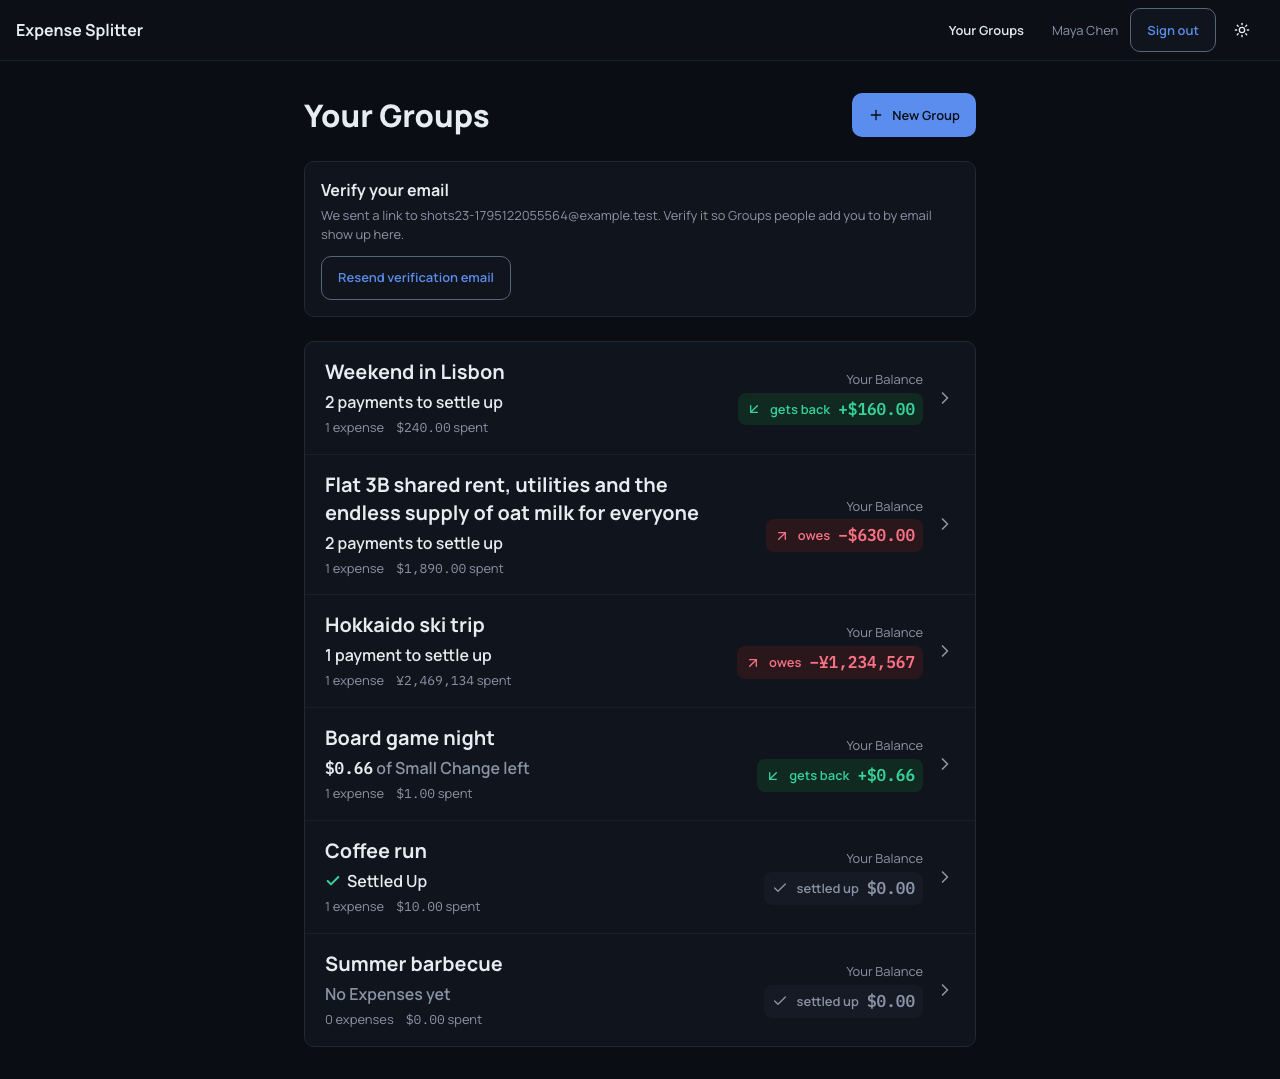 Expense Splitter
Your Groups
Maya Chen
Sign out
Your Groups
New Group
Verify your email
We sent a link to shots23-1795122055564@example.test. Verify it so Groups people add you to by email
show up here.
Resend verification email
Weekend in Lisbon
2 payments to settle up
1 expense $240.00 spent
Your Balance
gets back +$160.00
Flat 3B shared rent, utilities and the
endless supply of oat milk for everyone
2 payments to settle up
1 expense $1,890.00 spent
Your Balance
owes −$630.00
Hokkaido ski trip
1 payment to settle up
1 expense ¥2,469,134 spent
Your Balance
owes −¥1,234,567
Board game night
$0.66 of Small Change left
1 expense $1.00 spent
Your Balance
gets back +$0.66
Coffee run
Settled Up
1 expense $10.00 spent
Your Balance
settled up $0.00
Summer barbecue
No Expenses yet
0 expenses $0.00 spent
Your Balance
settled up $0.00